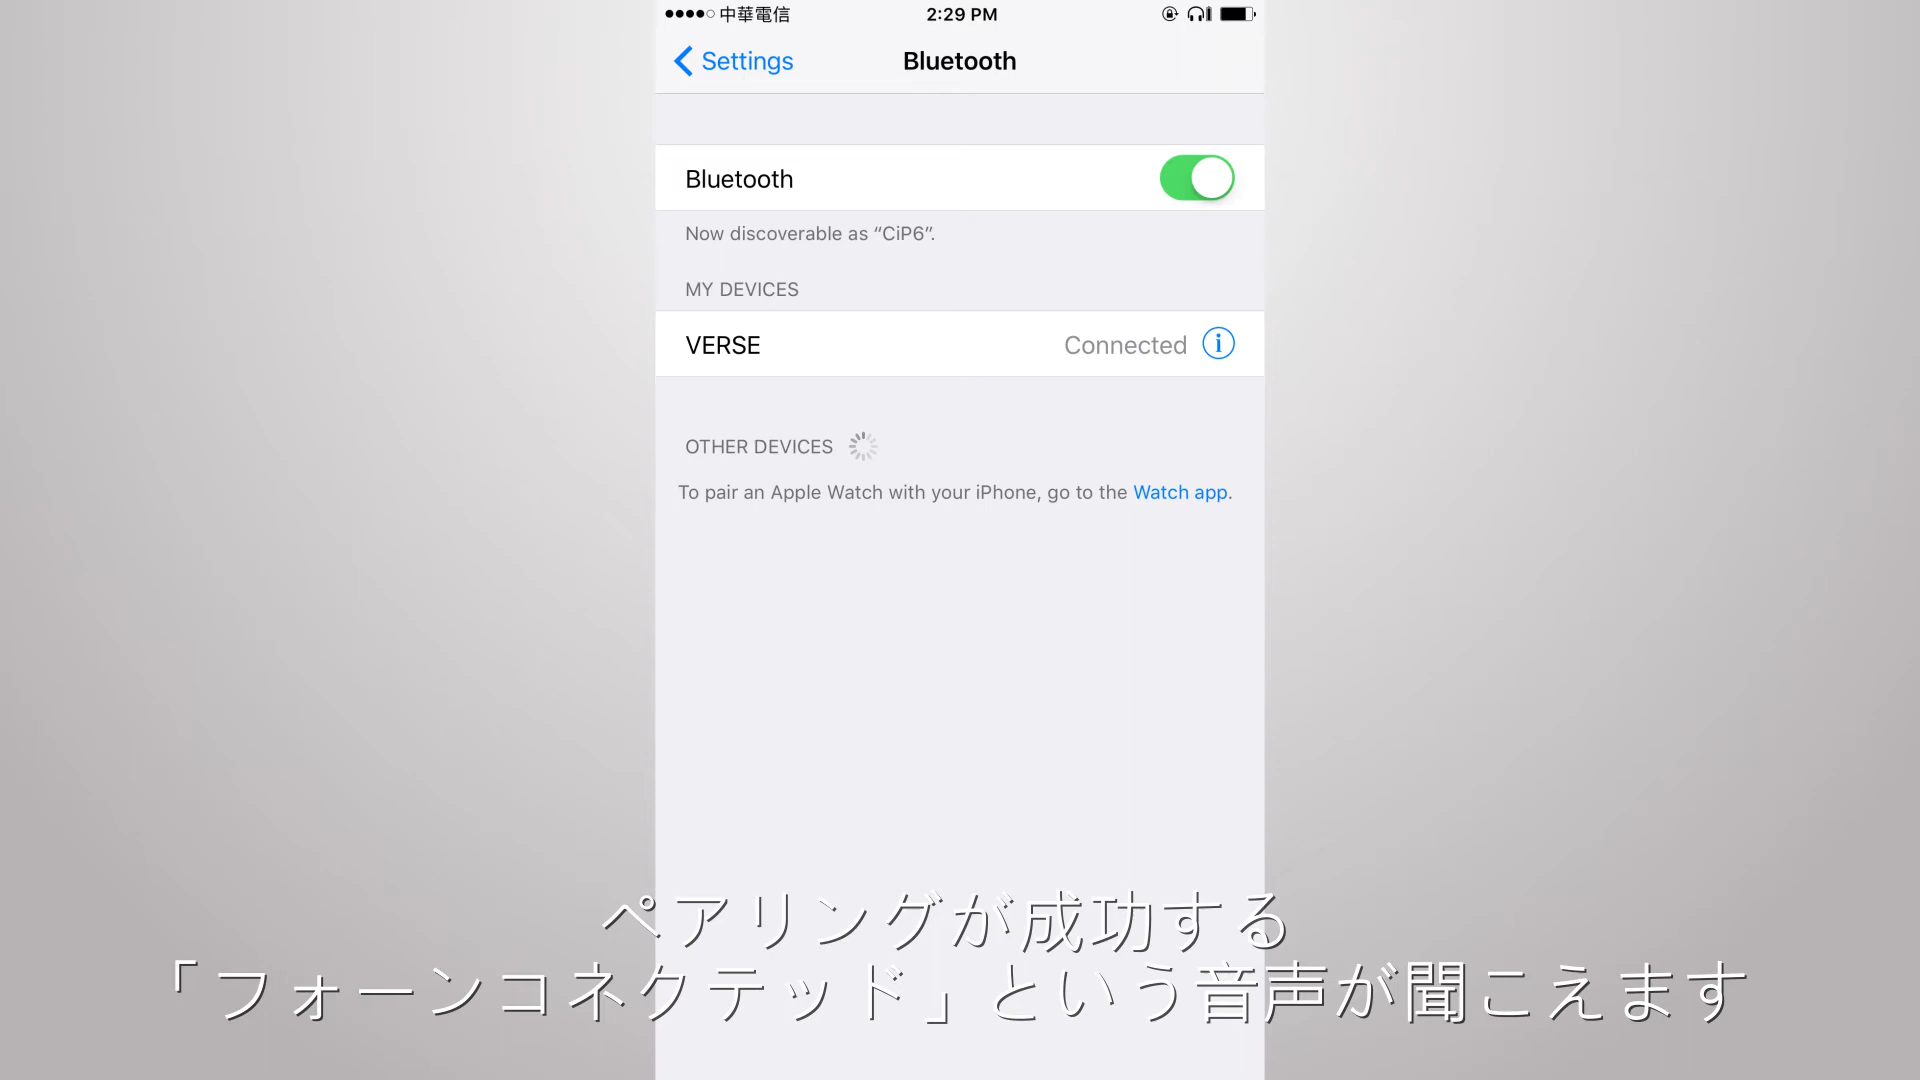 中華電信 2:29 PM
Settings Bluetooth
Bluetooth
Now discoverable as “CiP6”.
MY DEVICES
VERSE Connected i
OTHER DEVICES
To pair an Apple Watch with your iPhone, go to the Watch app.
ペアリングが成功する
「フォーンコネクテッド」という音声が聞こえます